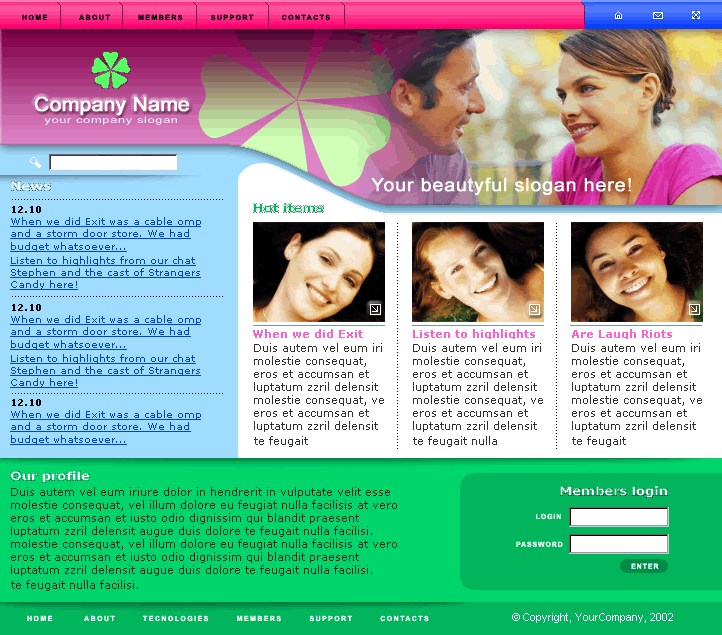 HOME ABOUT MEMBERS SUPPORT CONTACTS
Company Name
your company slogan
Your beautyful slogan here!
News
12.10
When we did Exit was a cable omp
and a storm door store. We had
budget whatsoever...
Listen to highlights from our chat
Stephen and the cast of Strangers
Candy here!
12.10
When we did Exit was a cable omp
and a storm door store. We had
budget whatsoever...
Listen to highlights from our chat
Stephen and the cast of Strangers
Candy here!
12.10
When we did Exit was a cable omp
and a storm door store. We had
budget whatsoever...
Hot items
When we did Exit
Duis autem vel eum iri
molestie consequat,
eros et accumsan et
luptatum zzril delensit
molestie consequat, ve
eros et accumsan et
luptatum zzril delensit
te feugait
Listen to highlights
Duis autem vel eum iri
molestie consequat,
eros et accumsan et
luptatum zzril delensit
molestie consequat, ve
eros et accumsan et
luptatum zzril delensit
te feugait nulla
Are Laugh Riots
Duis autem vel eum iri
molestie consequat,
eros et accumsan et
luptatum zzril delensit
molestie consequat, ve
eros et accumsan et
luptatum zzril delensit
te feugait
Our profile
Duis autem vel eum iriure dolor in hendrerit in vulputate velit esse
molestie consequat, vel illum dolore eu feugiat nulla facilisis at vero
eros et accumsan et iusto odio dignissim qui blandit praesent
luptatum zzril delensit augue duis dolore te feugait nulla facilisi.
molestie consequat, vel illum dolore eu feugiat nulla facilisis at vero
eros et accumsan et iusto odio dignissim qui blandit praesent
luptatum zzril delensit augue duis dolore te feugait nulla facilisi.
te feugait nulla facilisi.
Members login
LOGIN
PASSWORD
ENTER
HOME ABOUT TECNOLOGIES MEMBERS SUPPORT CONTACTS
© Copyright, YourCompany, 2002